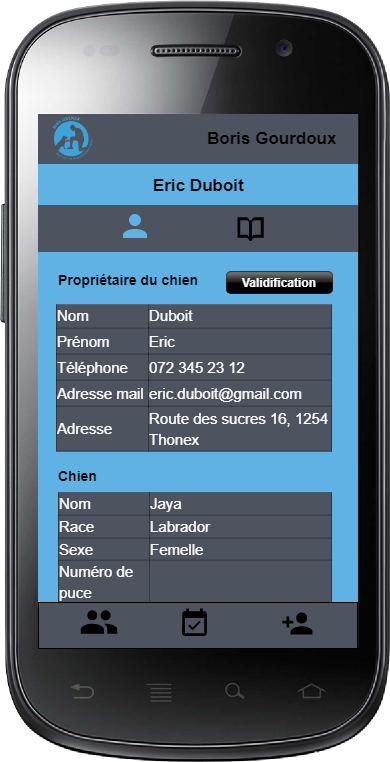 Boris Gourdoux
Eric Duboit
Propriétaire du chien Validification
Nom Duboit
Prénom Eric
Téléphone 072 345 23 12
Adresse mail eric.duboit@gmail.com
Adresse Route des sucres 16, 1254
Thonex
Chien
Nom Jaya
Race Labrador
Sexe Femelle
Numéro de
puce